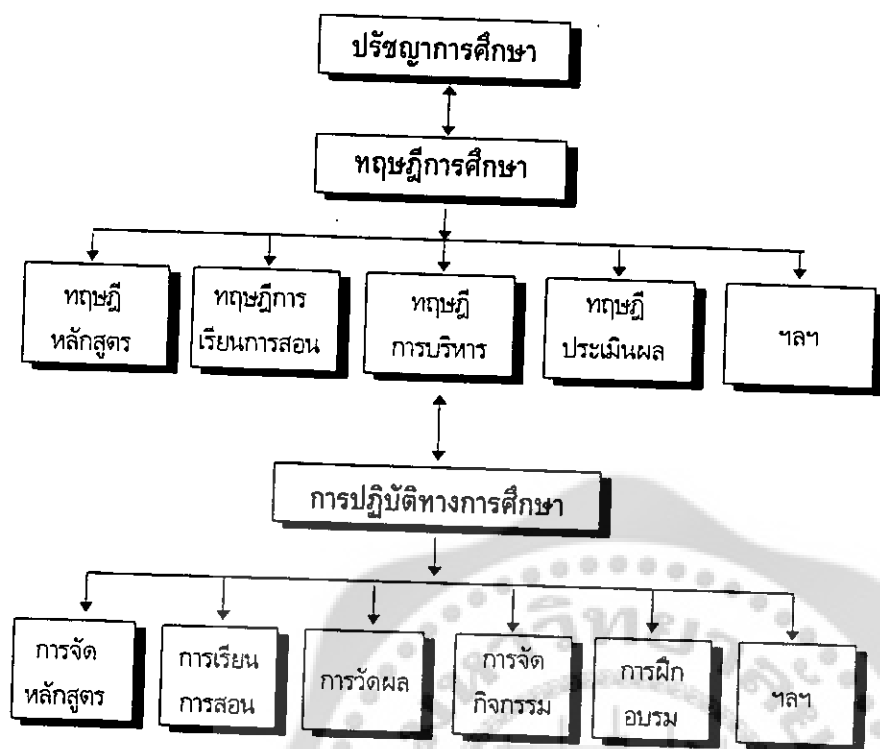 ปรัชญาการศึกษา
ทฤษฎีการศึกษา
ทฤษฎี
หลักสูตร
ทฤษฎีการ
เรียนการสอน
ทฤษฎี
การบริหาร
ทฤษฎี
ประเมินผล
ฯลฯ
การปฏิบัติทางการศึกษา
การจัด
หลักสูตร
การเรียน
การสอน
การวัดผล
การจัด
กิจกรรม
การฝึก
อบรม
ฯลฯ